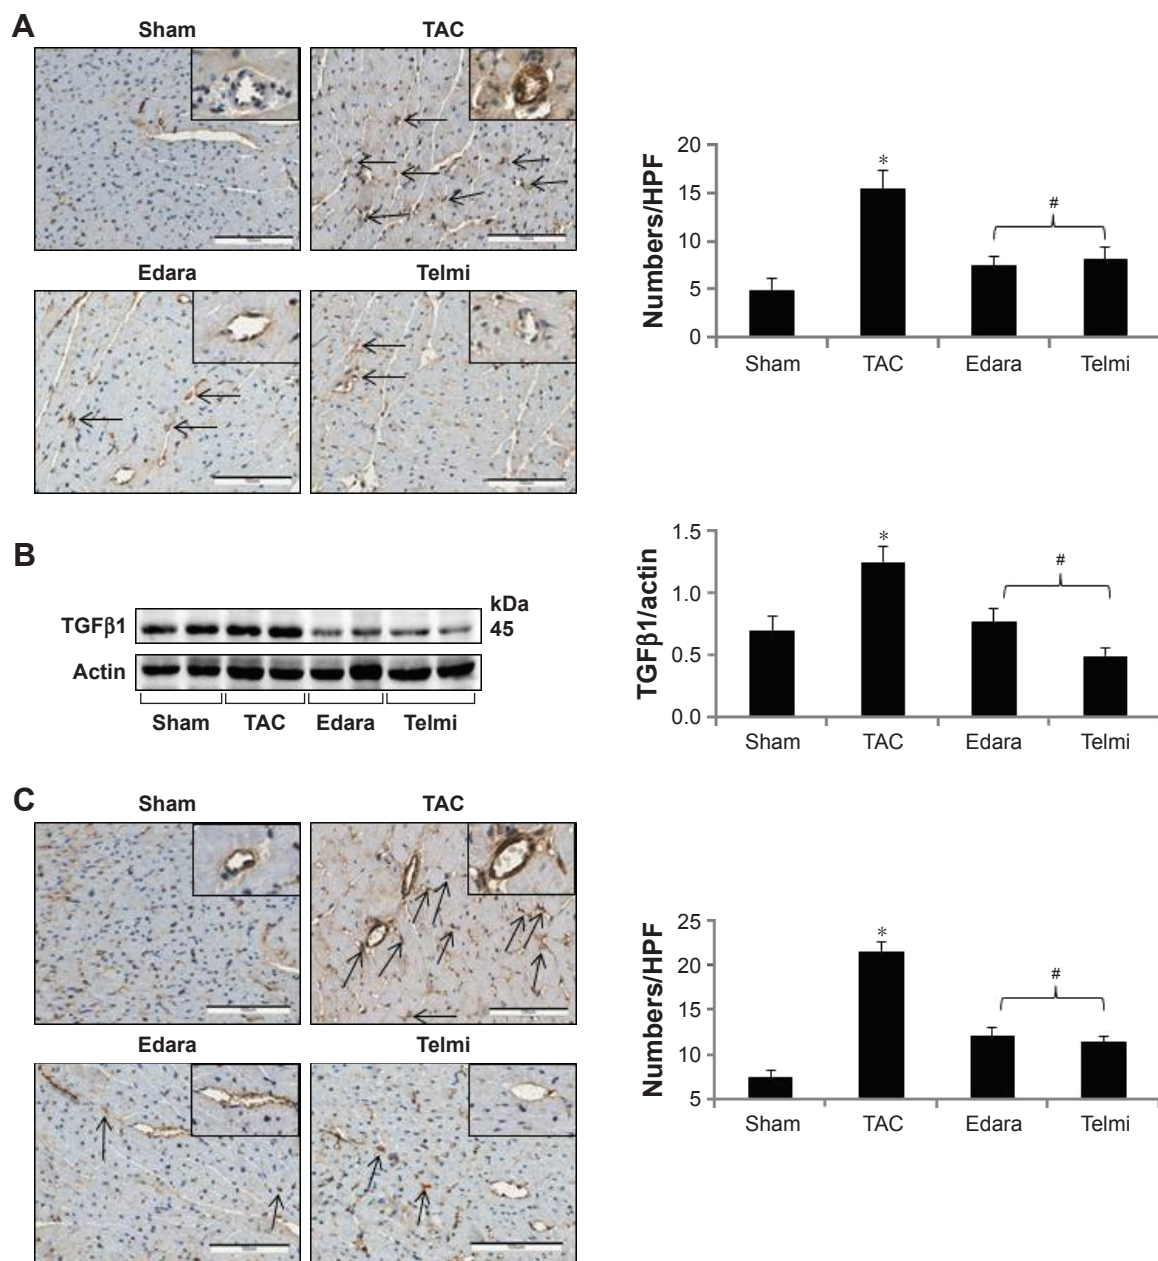 A
Sham
TAC
Edara
Telmi
Numbers/HPF
20
15
10
5
0
*
#
Sham
TAC
Edara
Telmi
B
TGFβ1
Actin
kDa
45
Sham
TAC
Edara
Telmi
TGFβ1/actin
1.5
1.0
0.5
0.0
*
#
Sham
TAC
Edara
Telmi
C
Sham
TAC
Edara
Telmi
Numbers/HPF
25
20
15
10
5
*
#
Sham
TAC
Edara
Telmi